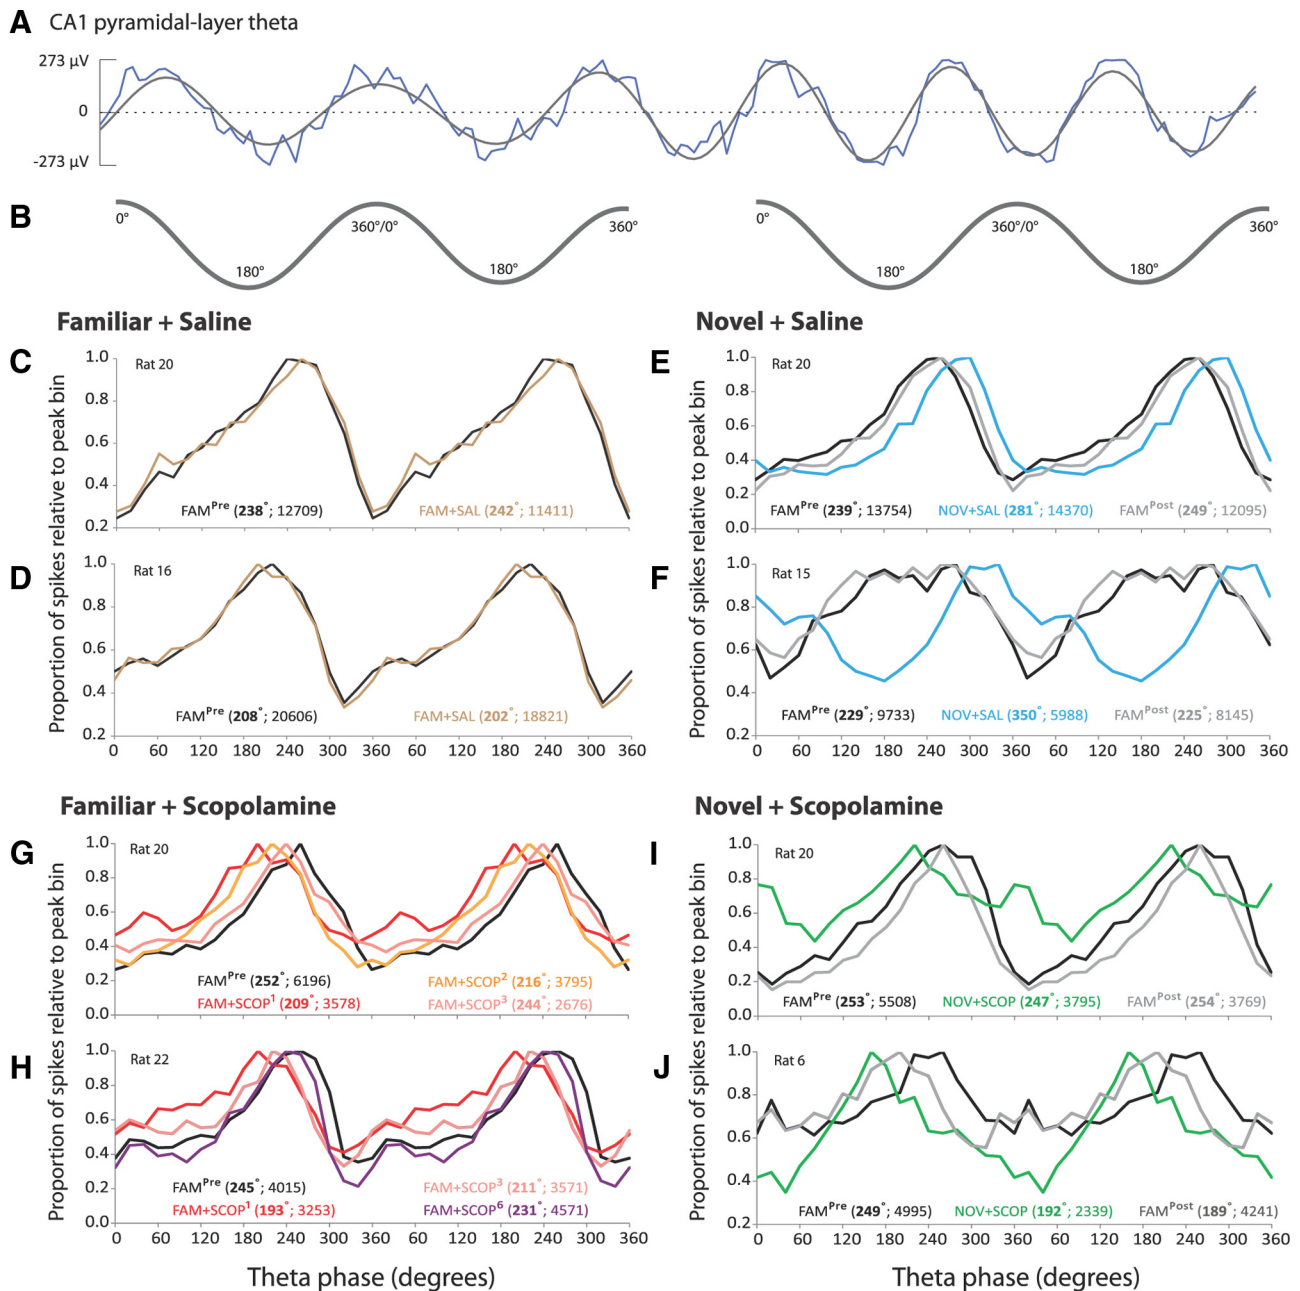 A CA1 pyramidal-layer theta
273 µV
0
-273 µV
B
0°
180°
360°/0°
180°
360°
0°
180°
360°/0°
180°
360°
Familiar + Saline
Novel + Saline
Proportion of spikes relative to peak bin
C
Rat 20
1.0
0.8
0.6
0.4
0.2
FAMPre (238°; 12709)
FAM+SAL (242°; 11411)
D
Rat 16
1.0
0.8
0.6
0.4
0.2
FAMPre (208°; 20606)
FAM+SAL (202°; 18821)
0 60 120 180 240 300 360 60 120 180 240 300 360
Proportion of spikes relative to peak bin
E
Rat 20
1.0
0.8
0.6
0.4
0.2
0.0
FAMPre (239°; 13754)
NOV+SAL (281°; 14370)
FAMPost (249°; 12095)
F
Rat 15
1.0
0.8
0.6
0.4
0.2
FAMPre (229°; 9733)
NOV+SAL (350°; 5988)
FAMPost (225°; 8145)
0 60 120 180 240 300 360 60 120 180 240 300 360
Familiar + Scopolamine
Novel + Scopolamine
Proportion of spikes relative to peak bin
G
Rat 20
1.0
0.8
0.6
0.4
0.2
0.0
FAMPre (252°; 6196)
FAM+SCOP2 (216°; 3795)
FAM+SCOP1 (209°; 3578)
FAM+SCOP3 (244°; 2676)
H
Rat 22
1.0
0.8
0.6
0.4
0.2
0.0
FAMPre (245°; 4015)
FAM+SCOP3 (211°; 3571)
FAM+SCOP1 (193°; 3253)
FAM+SCOP6 (231°; 4571)
0 60 120 180 240 300 360 60 120 180 240 300 360
Theta phase (degrees)
Proportion of spikes relative to peak bin
I
Rat 20
1.0
0.8
0.6
0.4
0.2
0.0
FAMPre (253°; 5508)
NOV+SCOP (247°; 3795)
FAMPost (254°; 3769)
J
Rat 6
1.0
0.8
0.6
0.4
0.2
FAMPre (249°; 4995)
NOV+SCOP (192°; 2339)
FAMPost (189°; 4241)
0 60 120 180 240 300 360 60 120 180 240 300 360
Theta phase (degrees)